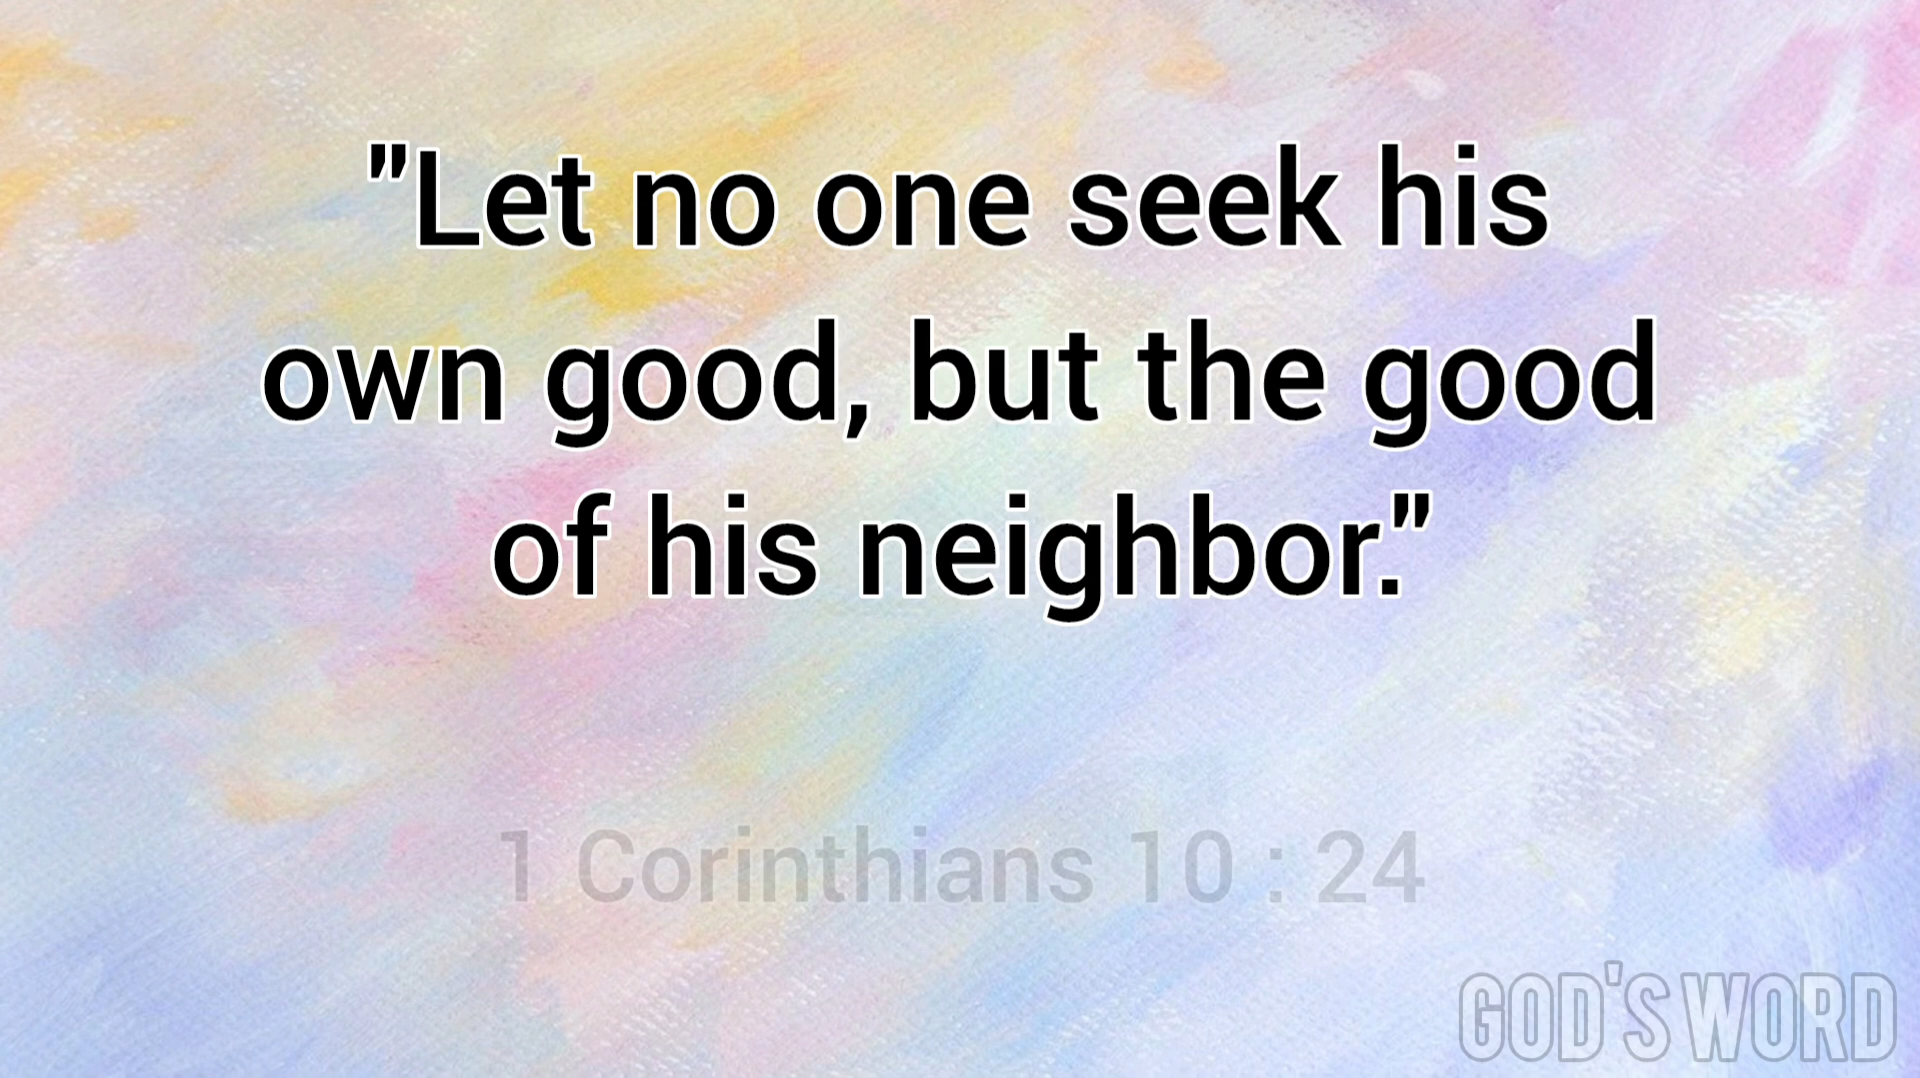 "Let no one seek his
own good, but the good
of his neighbor."
1 Corinthians 10 : 24
GOD'S WORD